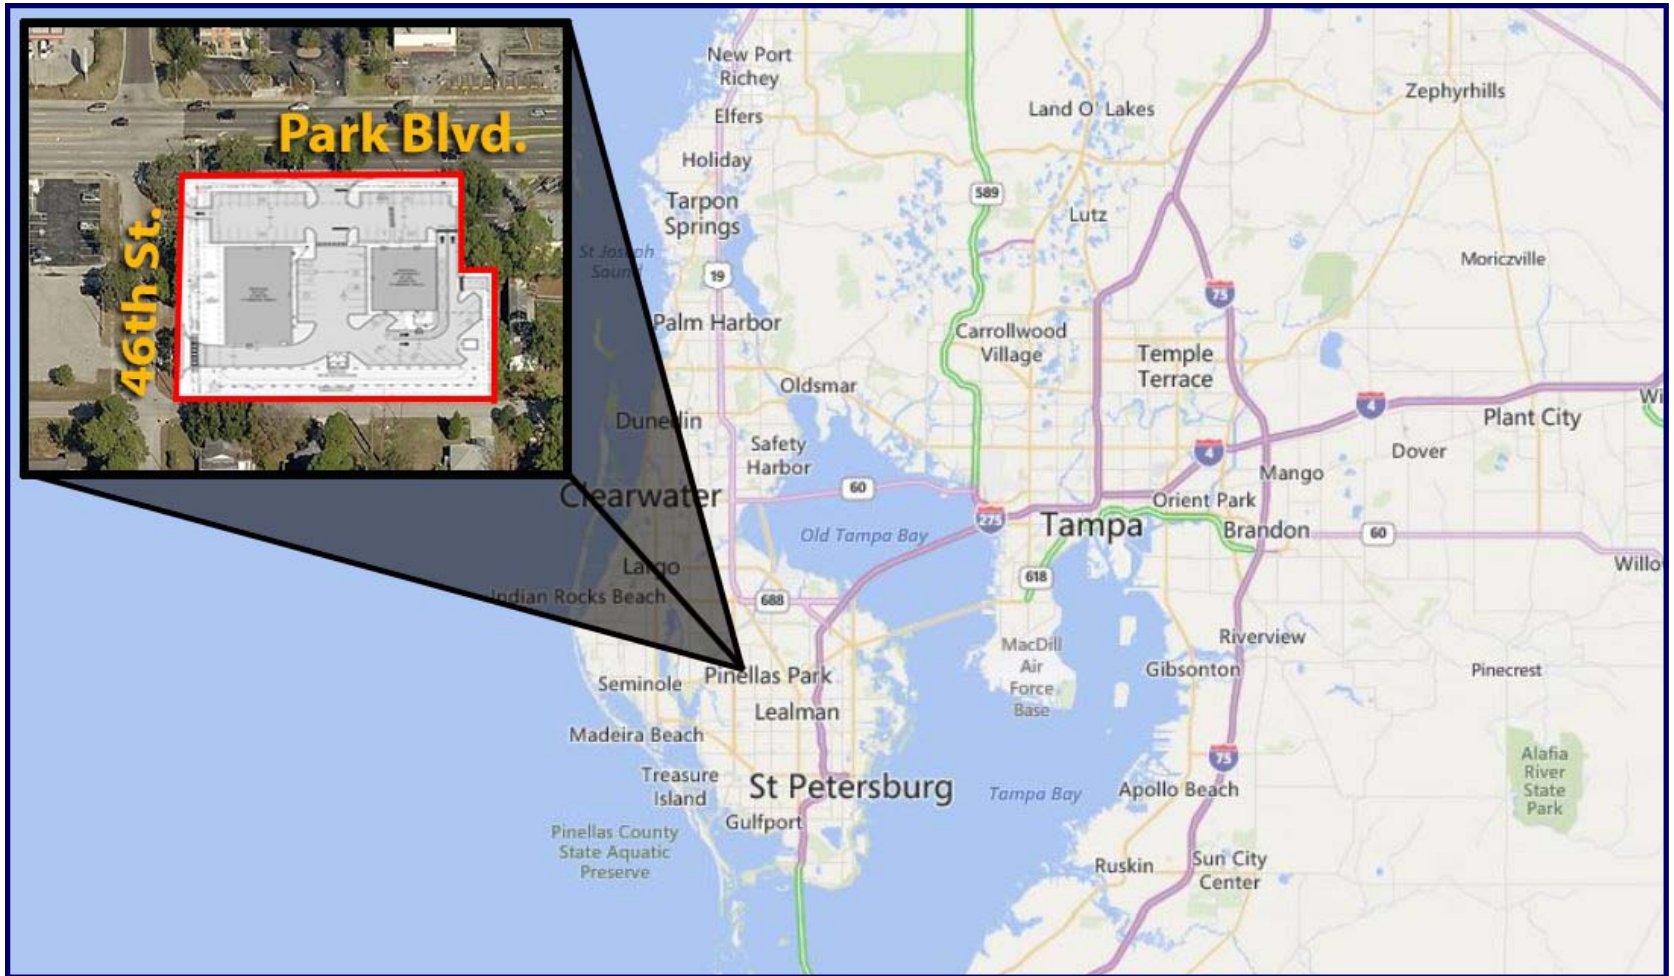 Park Blvd.
46th St.
New Port
Richey
Elfers
Holiday
Tarpon
Springs
St Joseph
Sound
19
Palm Harbor
Oldsmar
Dunedin
Safety
Harbor
Clearwater
60
Old Tampa Bay
Largo
Indian Rocks Beach
688
Pinellas Park
Seminole
Lealman
Madeira Beach
Treasure
Island
St Petersburg
Gulfport
Pinellas County
State Aquatic
Preserve
Land O' Lakes
Zephyrhills
589
Lutz
Moriczville
75
Carrollwood
Village
Temple
Terrace
4
Plant City
Wi
Dover
4
Mango
Orient Park
275
Tampa
Brandon
60
Willo
618
MacDill
Air
Force
Base
Riverview
Gibsonton
Pinecrest
75
Tampa Bay
Apollo Beach
Alafia
River
State
Park
Ruskin
Sun City
Center